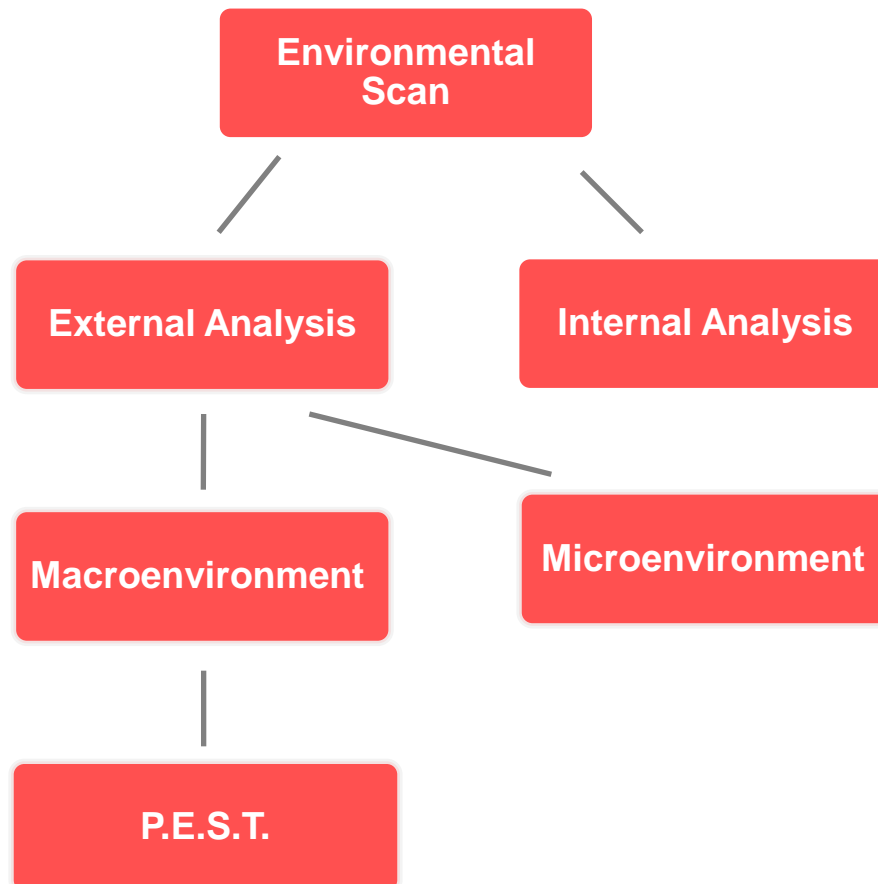 Environmental
Scan
External Analysis
Internal Analysis
Macroenvironment
Microenvironment
P.E.S.T.